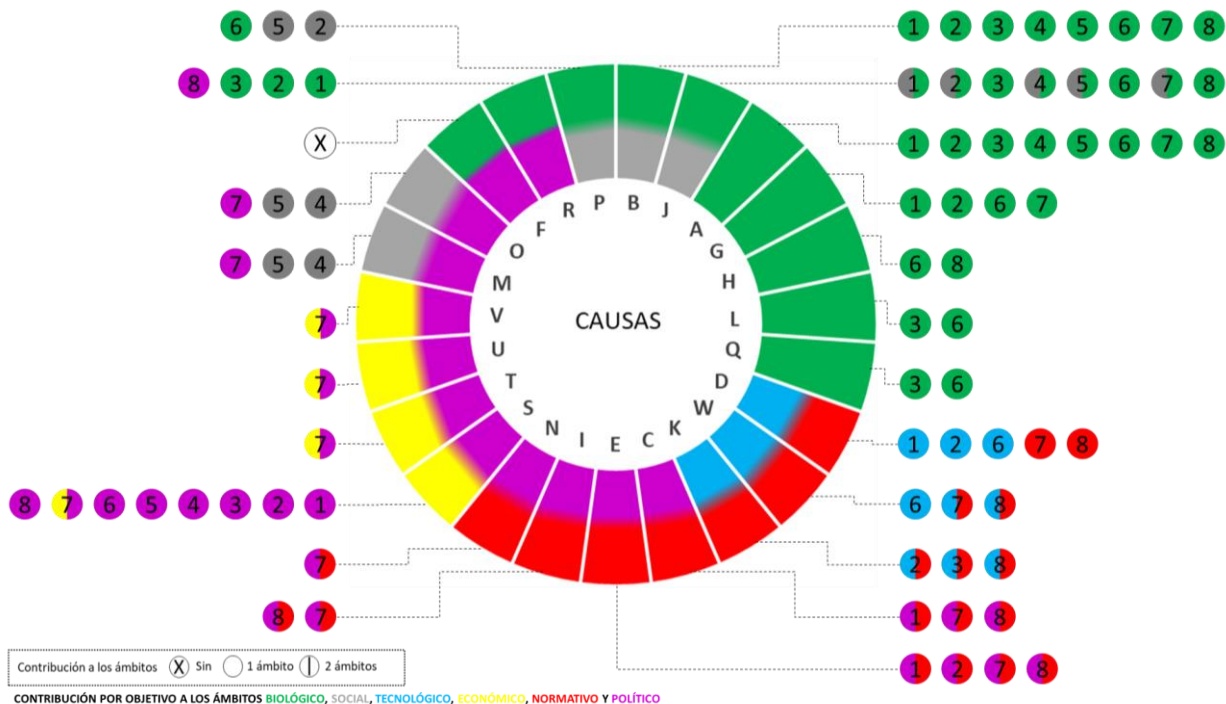 6 5 2
8 3 2 1
X
7 5 4
7 5 4
7
7
7
8 7 6 5 4 3 2 1
7
8 7
P B J A G H L Q D W K C E I N S T U V M O F R
CAUSAS
1 2 3 4 5 6 7 8
1 2 3 4 5 6 7 8
1 2 3 4 5 6 7 8
1 2 6 7
6 8
3 6
3 6
1 2 6 7 8
6 7 8
2 3 8
1 7 8
1 2 7 8
Contribución a los ámbitos X Sin 1 ámbito 2 ámbitos
CONTRIBUCIÓN POR OBJETIVO A LOS ÁMBITOS BIOLÓGICO, SOCIAL, TECNOLÓGICO, ECONÓMICO, NORMATIVO Y POLÍTICO